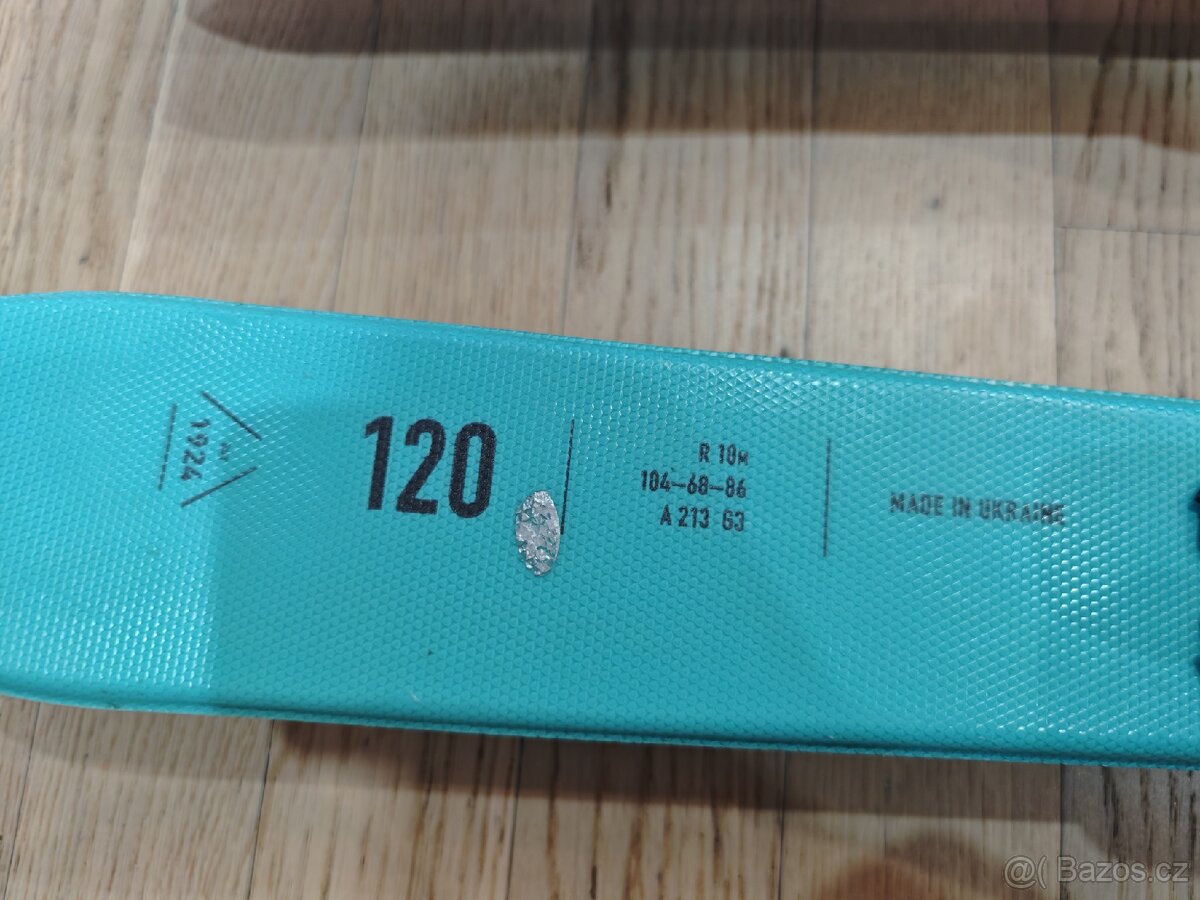 1924
120
R 10M
104-68-86
A 213 G3
MADE IN UKRAINE
@( Bazos.cz